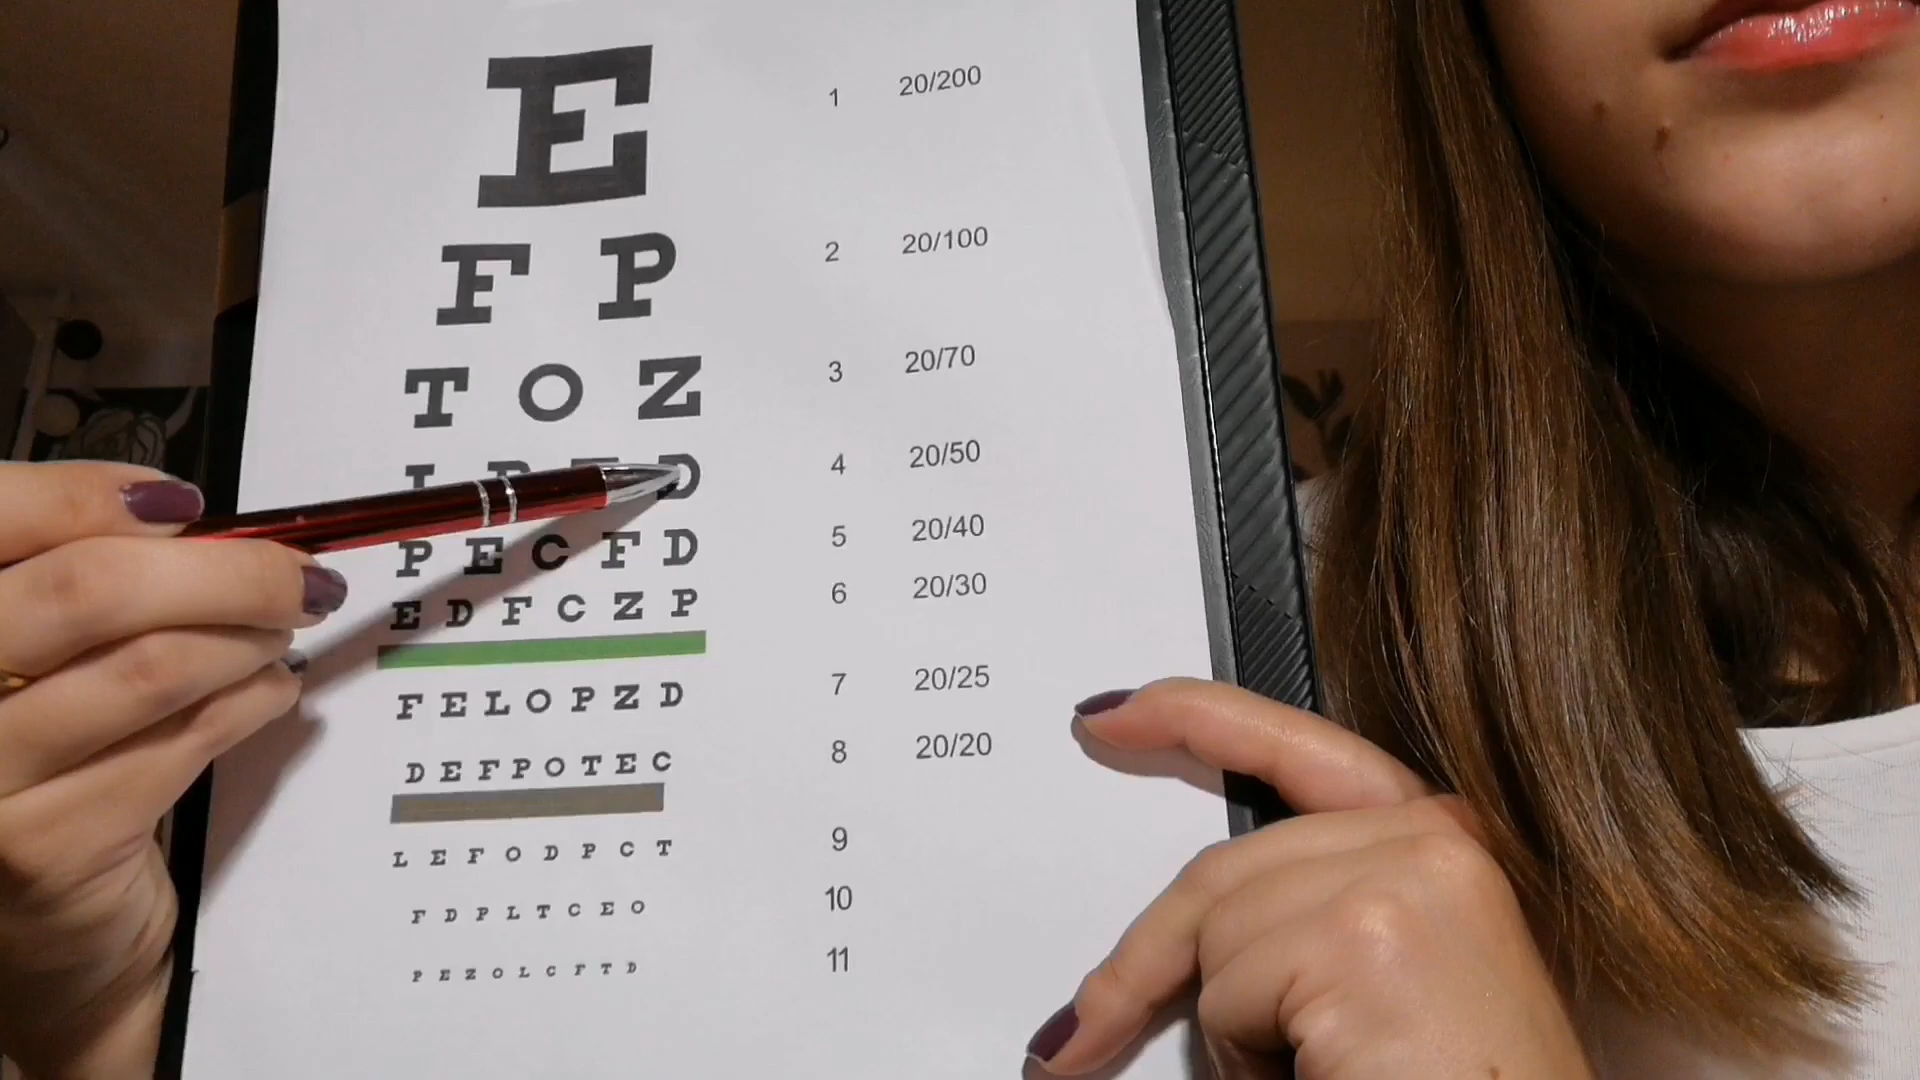 E 1 20/200
F P 2 20/100
T O Z 3 20/70
D 4 20/50
P E C F D 5 20/40
E D F C Z P 6 20/30
F E L O P Z D 7 20/25
D E F P O T E C 8 20/20
L E F O D P C T 9
F D P L T C E O 10
P E Z O L C F T D 11